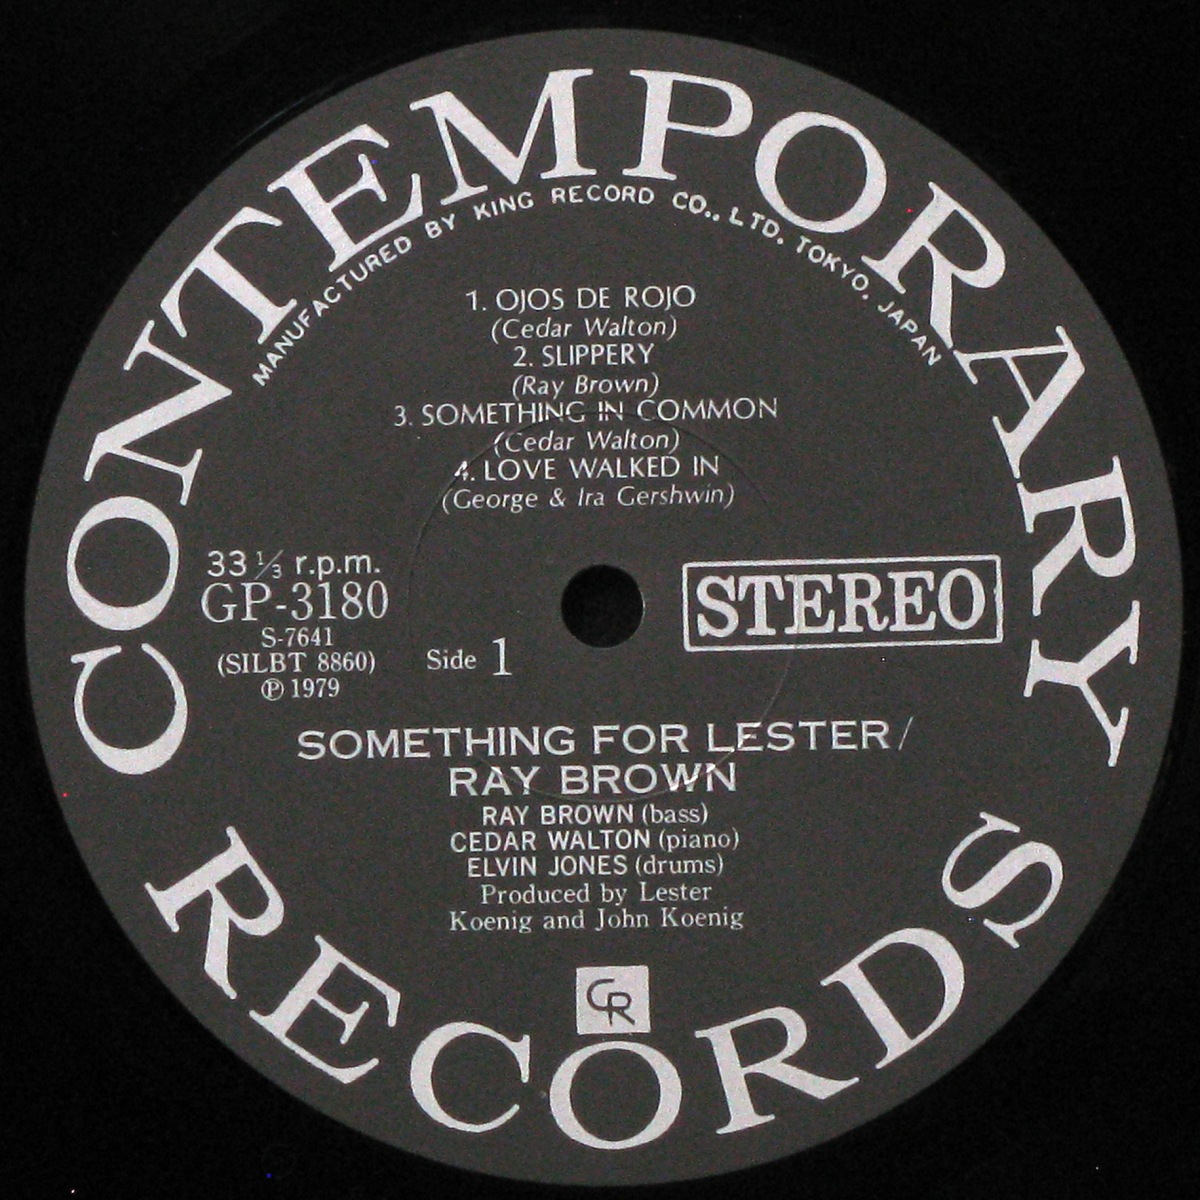 CONTEMPORARY
MANUFACTURED BY KING RECORD CO., LTD. TOKYO. JAPAN
1. OJOS DE ROJO
(Cedar Walton)
2. SLIPPERY
(Ray Brown)
3. SOMETHING IN COMMON
(Cedar Walton)
4. LOVE WALKED IN
(George & Ira Gershwin)
33 ⅓ r.p.m.
GP-3180
S-7641
(SILBT 8860)
℗ 1979
Side 1
STEREO
SOMETHING FOR LESTER/
RAY BROWN
RAY BROWN (bass)
CEDAR WALTON (piano)
ELVIN JONES (drums)
Produced by Lester
Koenig and John Koenig
CR
RECORDS